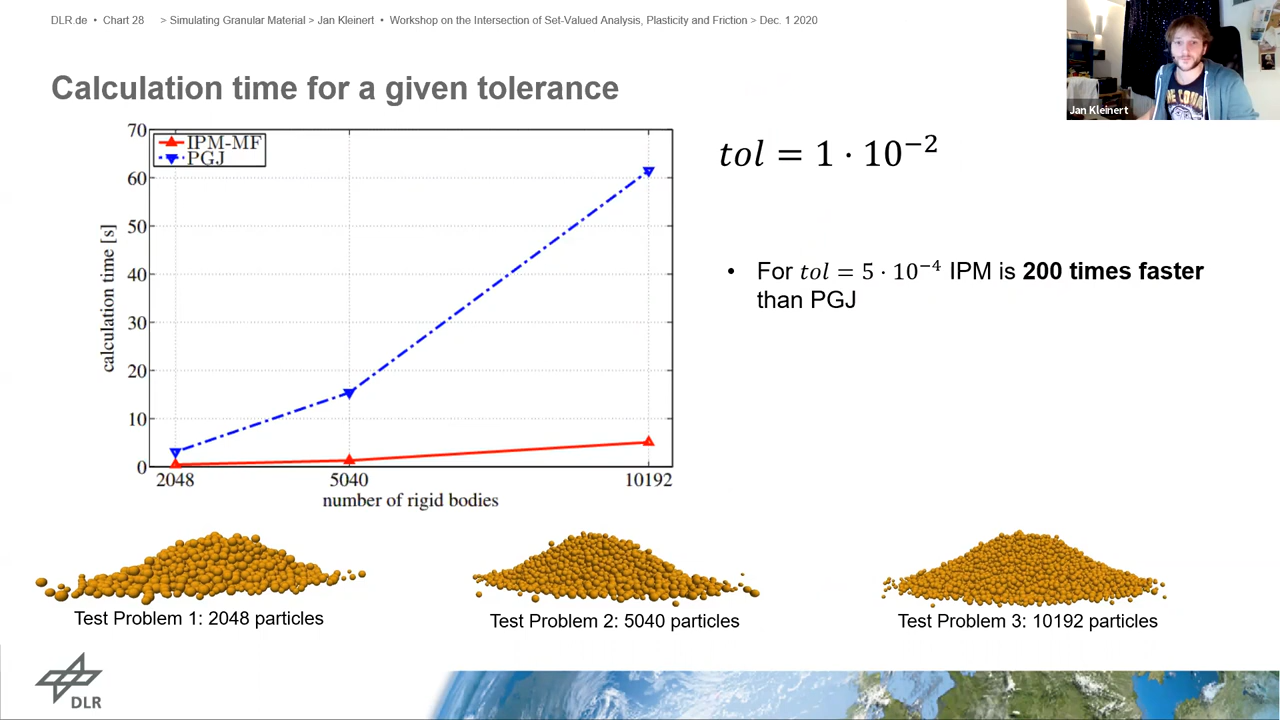 DLR.de • Chart 28 > Simulating Granular Material > Jan Kleinert • Workshop on the Intersection of Set-Valued Analysis, Plasticity and Friction > Dec. 1 2020
Jan Kleinert
Calculation time for a given tolerance
tol = 1 · 10⁻²
• For tol = 5 · 10⁻⁴ IPM is 200 times faster
than PGJ
IPM-MF
PGJ
calculation time [s]
70
60
50
40
30
20
10
0
2048 5040 10192
number of rigid bodies
Test Problem 1: 2048 particles
Test Problem 2: 5040 particles
Test Problem 3: 10192 particles
DLR